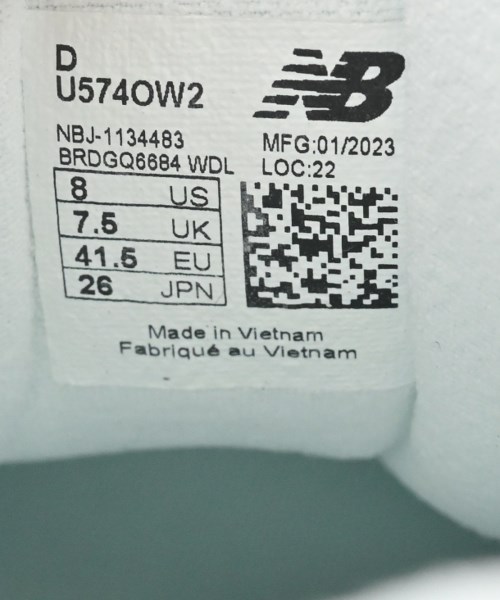 D
U574OW2
NB
NBJ-1134483
BRDGQ6684 WDL
MFG:01/2023
LOC:22
8 US
7.5 UK
41.5 EU
26 JPN
Made in Vietnam
Fabriqué au Vietnam